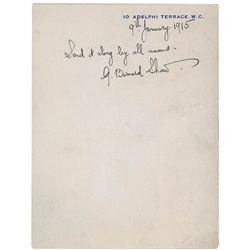 10 ADELPHI TERRACE. W.C.
9th January 1915
Send it along by all means.
G. Bernard Shaw